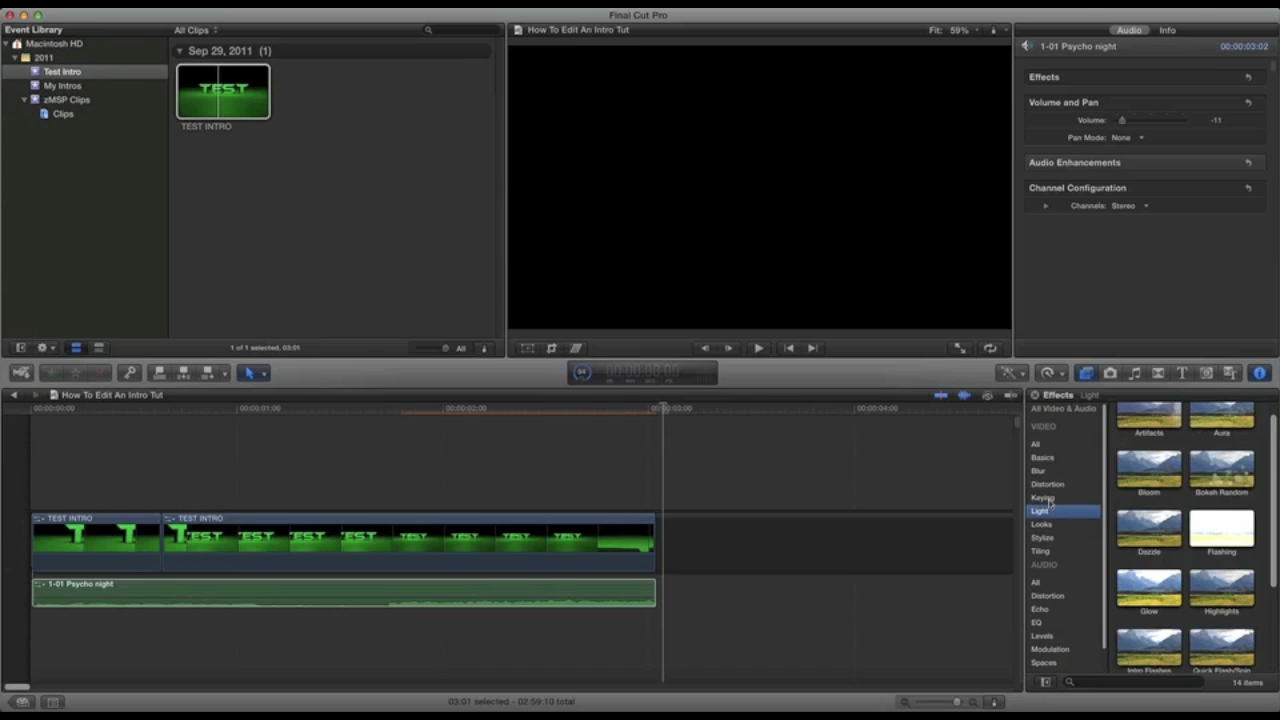 Final Cut Pro
Event Library
All Clips
How To Edit An Intro Tut
Fit: 59%
Audio
Info
Macintosh HD
2011
Test Intro
My Intros
zMSP Clips
Clips
Sep 29, 2011 (1)
TEST
TEST INTRO
1-01 Psycho night
00:00:03:02
Effects
Volume and Pan
Volume:
-11
Pan Mode: None
Audio Enhancements
Channel Configuration
Channels: Stereo
1 of 1 selected, 03:01
All
How To Edit An Intro Tut
00:00:00:00
00:00:01:00
00:00:02:00
00:00:03:00
00:00:04:00
TEST INTRO
TEST INTRO
T T
TEST TEST TEST TEST TEST TEST TEST TEST
1-01 Psycho night
03:01 selected - 02:59:10 total
Effects Light
All Video & Audio
VIDEO
All
Basics
Blur
Distortion
Keying
Light
Looks
Stylize
Tiling
AUDIO
All
Distortion
Echo
EQ
Levels
Modulation
Spaces
Artifacts
Aura
Bloom
Bokeh Random
Dazzle
Flashing
Glow
Highlights
Intro Flashes
Quick Flash/Spin
14 items